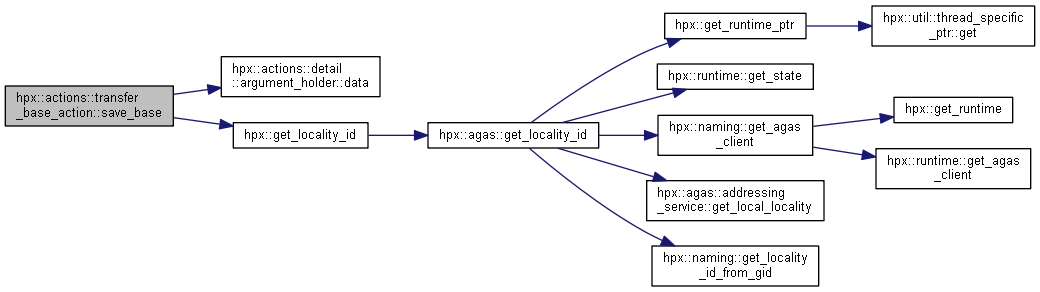 hpx::actions::transfer
_base_action::save_base
hpx::actions::detail
::argument_holder::data
hpx::get_locality_id
hpx::agas::get_locality_id
hpx::get_runtime_ptr
hpx::util::thread_specific
_ptr::get
hpx::runtime::get_state
hpx::naming::get_agas
_client
hpx::get_runtime
hpx::runtime::get_agas
_client
hpx::agas::addressing
_service::get_local_locality
hpx::naming::get_locality
_id_from_gid